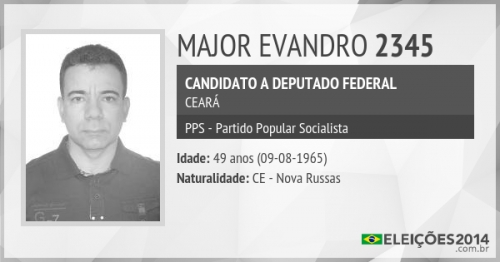 MAJOR EVANDRO 2345
CANDIDATO A DEPUTADO FEDERAL
CEARÁ
PPS - Partido Popular Socialista
Idade: 49 anos (09-08-1965)
Naturalidade: CE - Nova Russas
G-7
ELEIÇÕES2014
.com.br